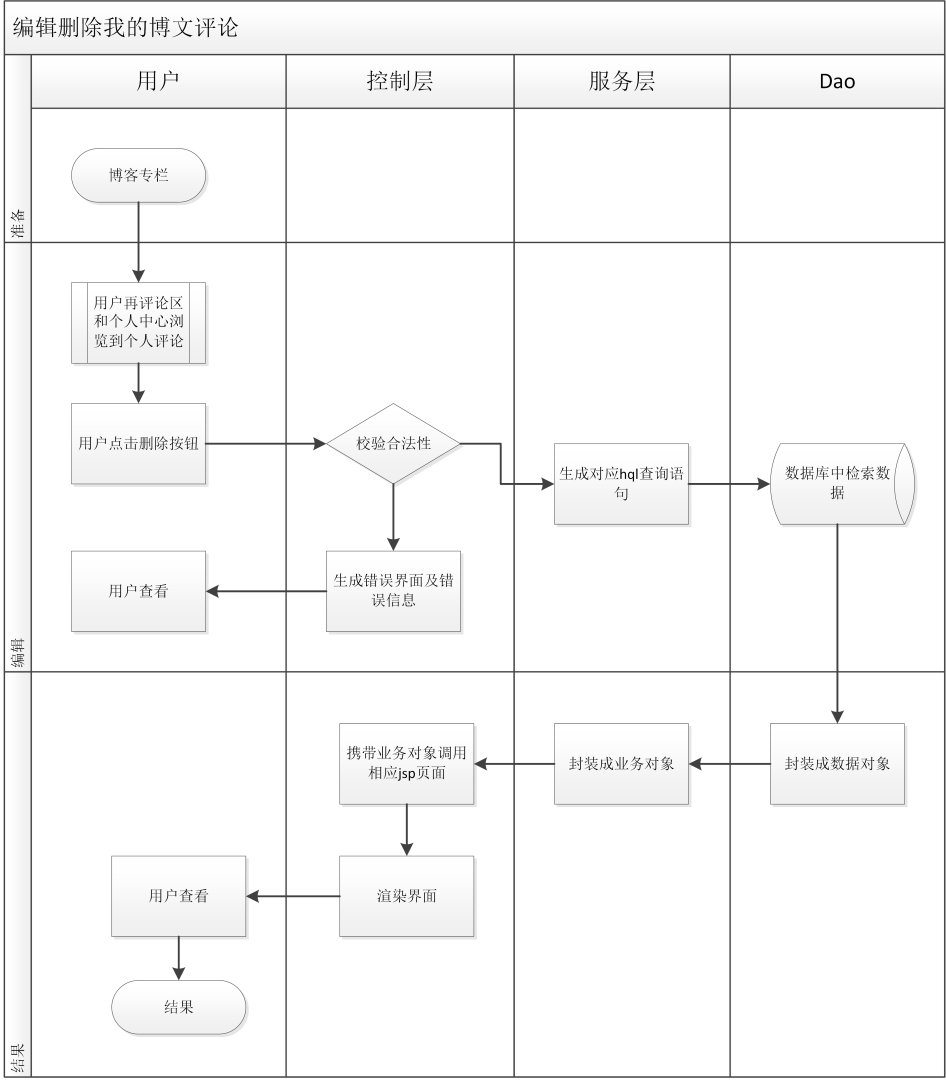 编辑删除我的博文评论
用户
控制层
服务层
Dao
准备
博客专栏
编辑
用户再评论区
和个人中心浏
览到个人评论
用户点击删除按钮
校验合法性
生成对应hql查询语
句
数据库中检索数
据
用户查看
生成错误界面及错
误信息
结果
携带业务对象调用
相应jsp页面
封装成业务对象
封装成数据对象
用户查看
渲染界面
结果